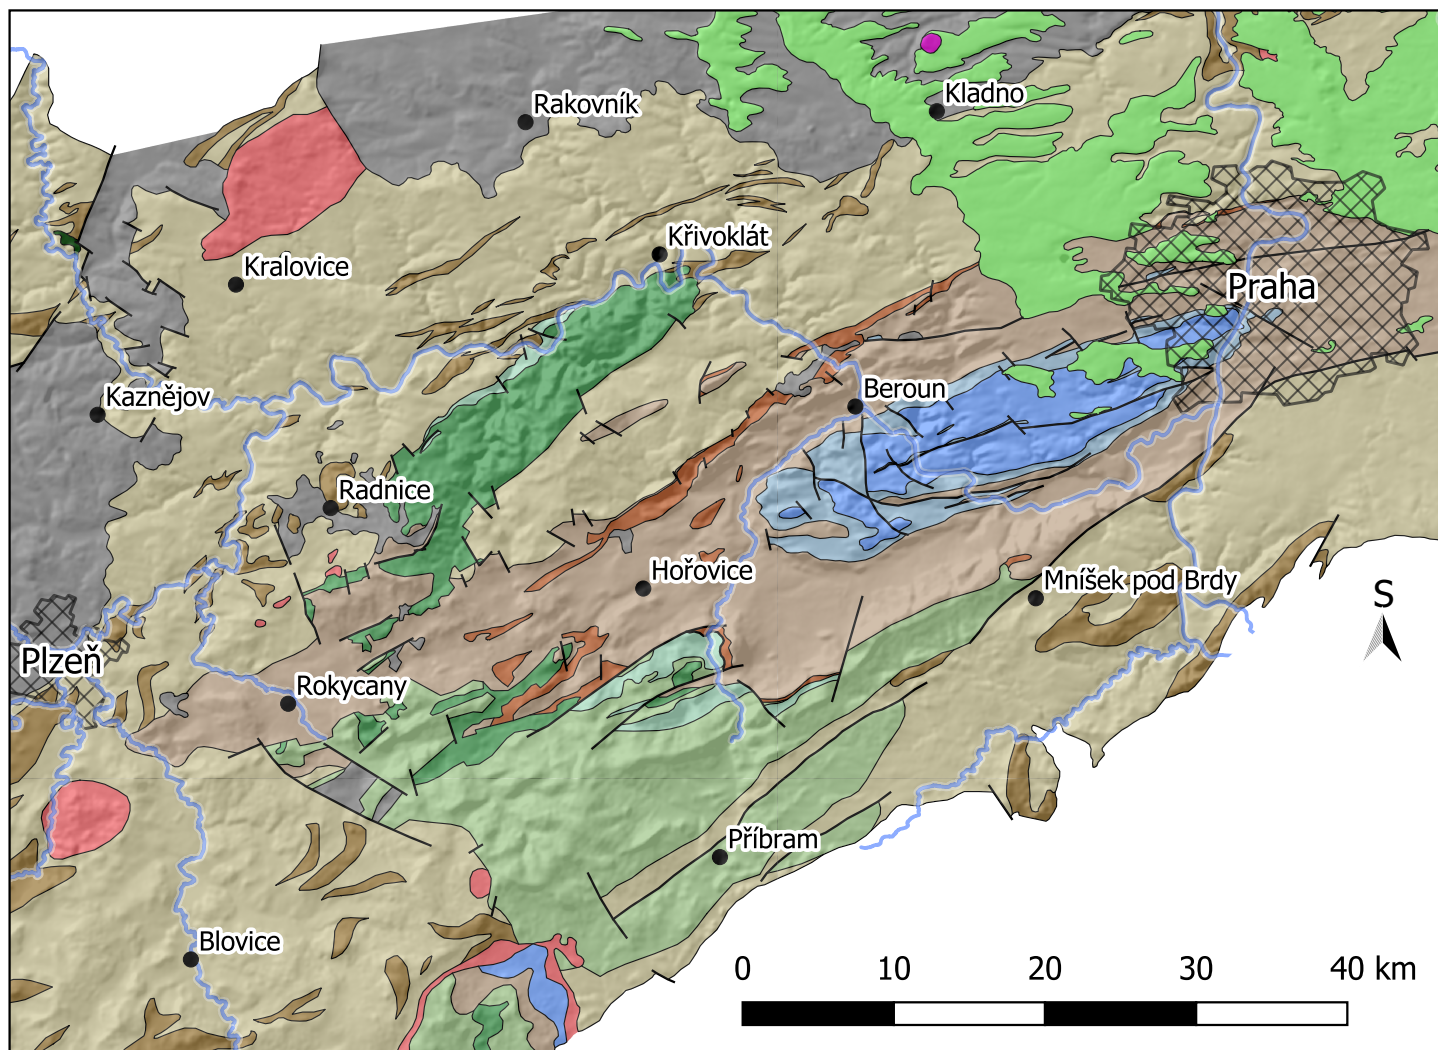 Rakovník
Kladno
Křivoklát
Kralovice
Praha
Beroun
Kaznějov
Radnice
Hořovice
Mníšek pod Brdy
S
Plzeň
Rokycany
Příbram
Blovice
0 10 20 30 40 km